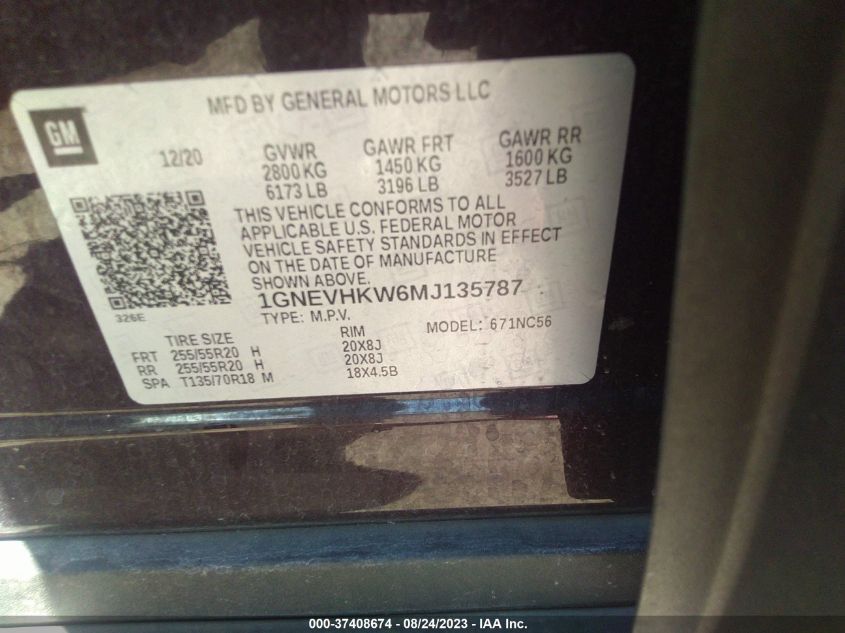 MFD BY GENERAL MOTORS LLC
GM
12/20 GVWR GAWR FRT GAWR RR
2800 KG 1450 KG 1600 KG
6173 LB 3196 LB 3527 LB
THIS VEHICLE CONFORMS TO ALL
APPLICABLE U.S. FEDERAL MOTOR
VEHICLE SAFETY STANDARDS IN EFFECT
ON THE DATE OF MANUFACTURE
SHOWN ABOVE.
1GNEVHKW6MJ135787
326E
TYPE: M.P.V. MODEL: 671NC56
TIRE SIZE RIM
FRT 255/55R20 H 20X8J
RR 255/55R20 H 20X8J
SPA T135/70R18 M 18X4.5B
000-37408674 - 08/24/2023 - IAA Inc.